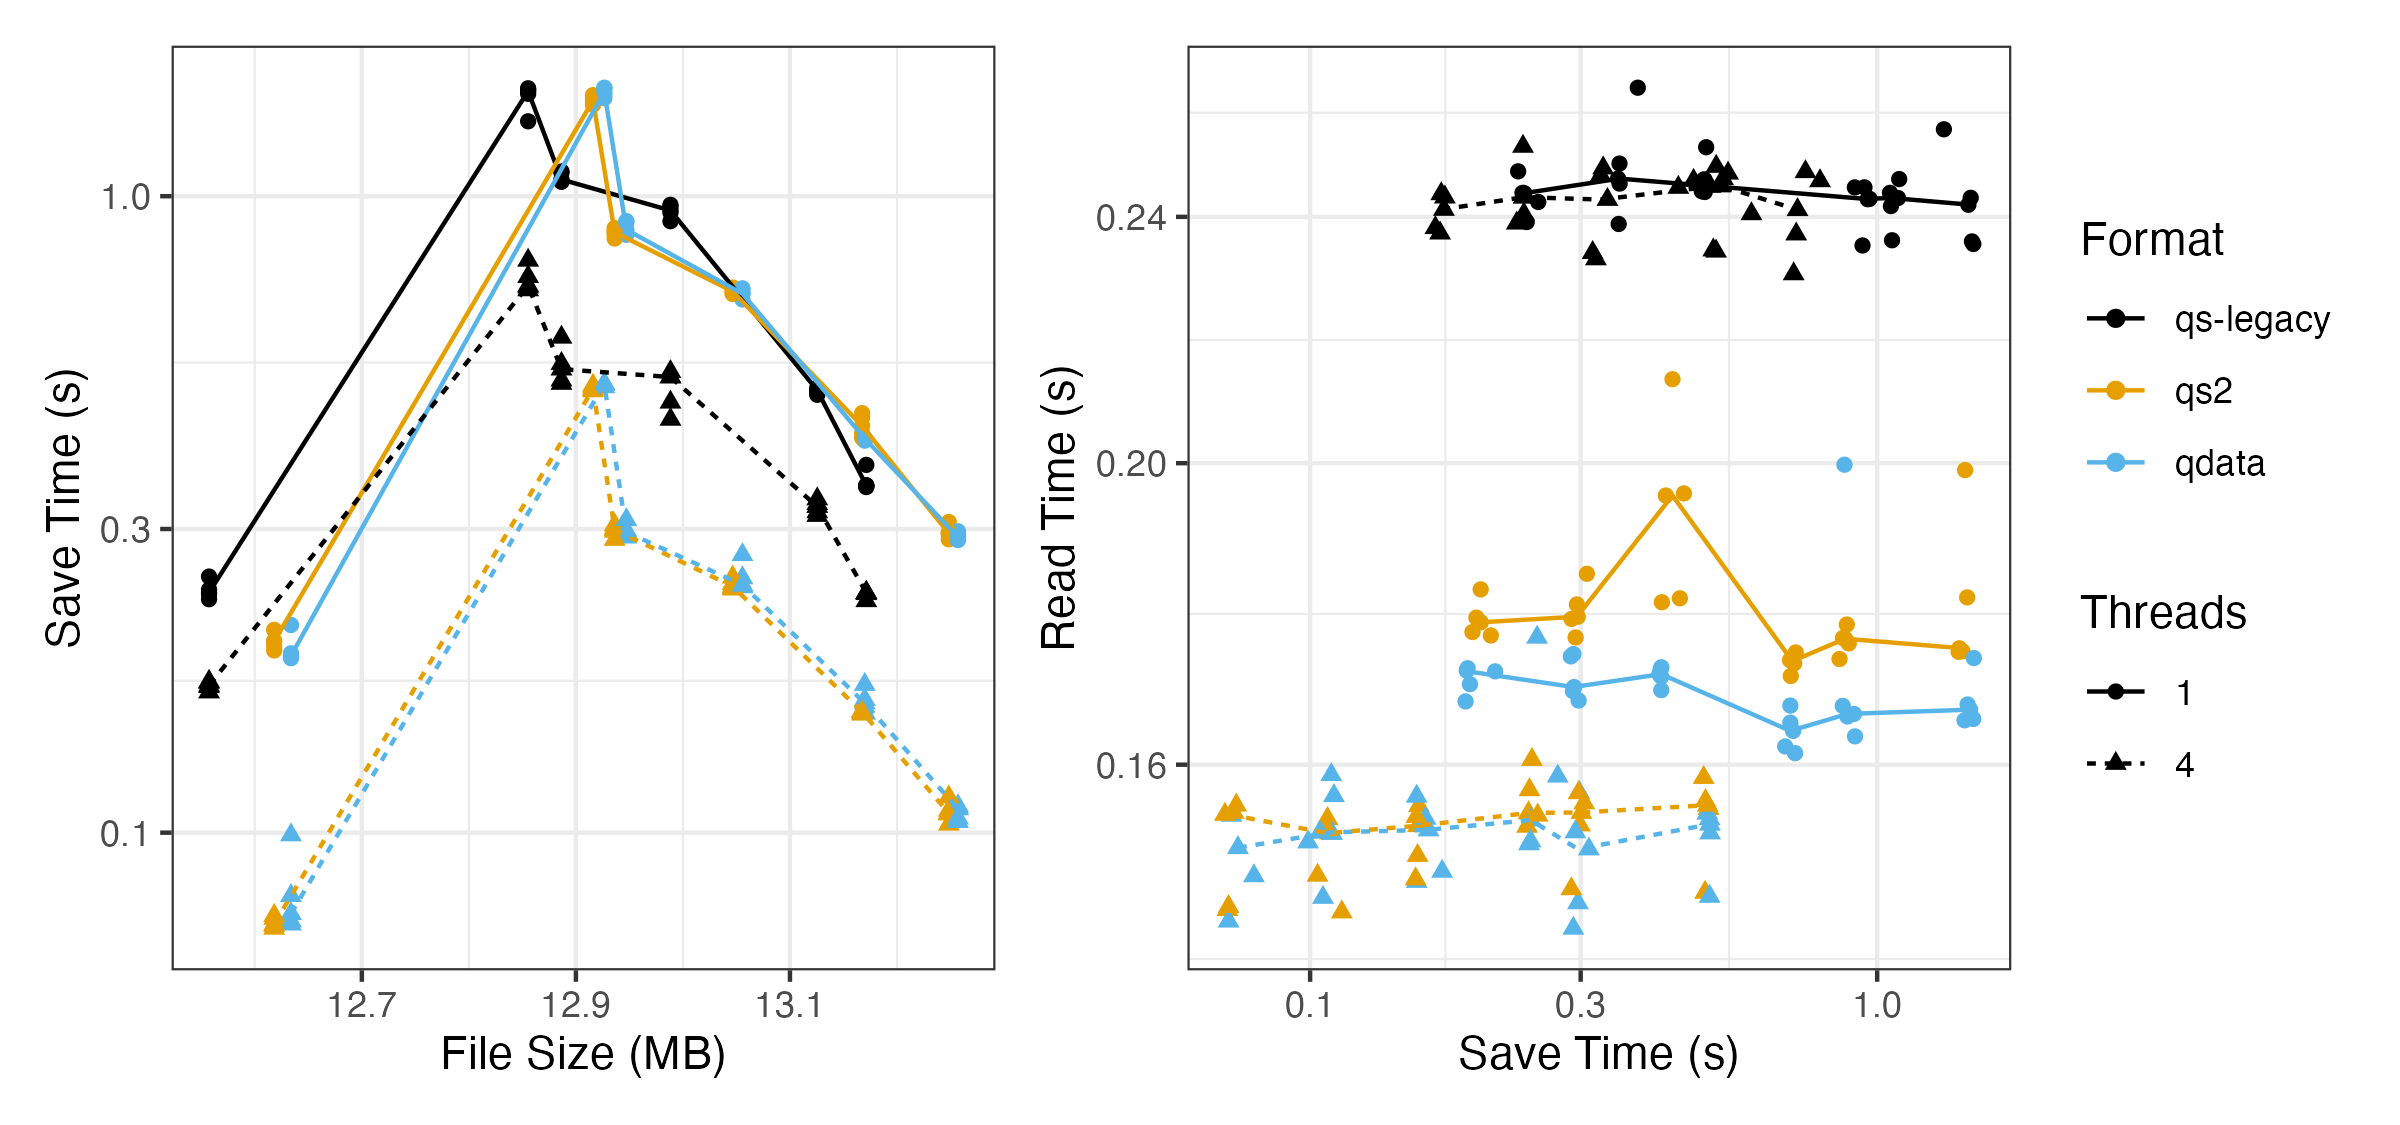 Save Time (s)
1.0
0.3
0.1
12.7
12.9
13.1
File Size (MB)
Read Time (s)
0.24
0.20
0.16
0.1
0.3
1.0
Save Time (s)
Format
qs-legacy
qs2
qdata
Threads
1
4